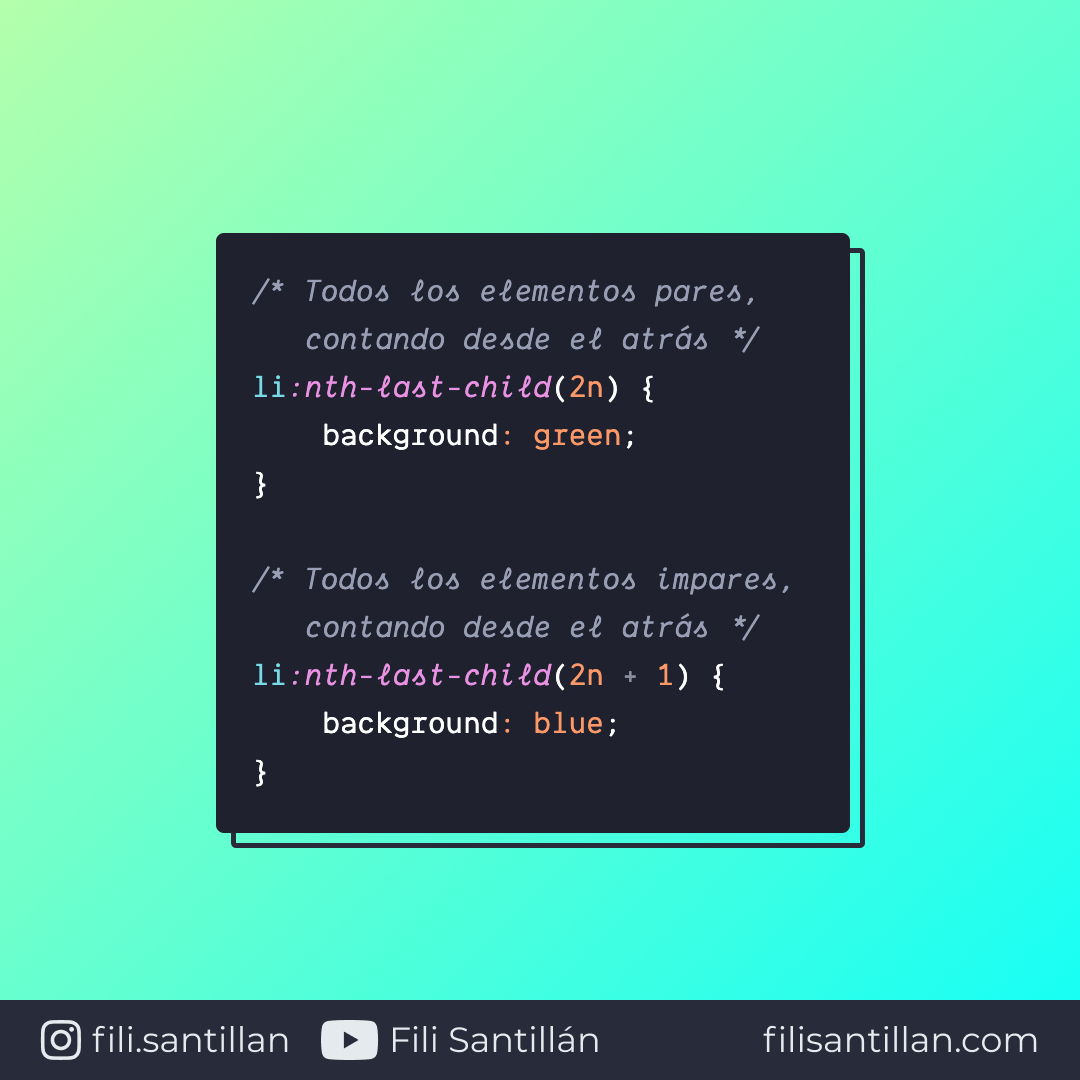 /* Todos los elementos pares,
   contando desde el atrás */
li:nth-last-child(2n) {
    background: green;
}

/* Todos los elementos impares,
   contando desde el atrás */
li:nth-last-child(2n + 1) {
    background: blue;
}
fili.santillan Fili Santillán filisantillan.com